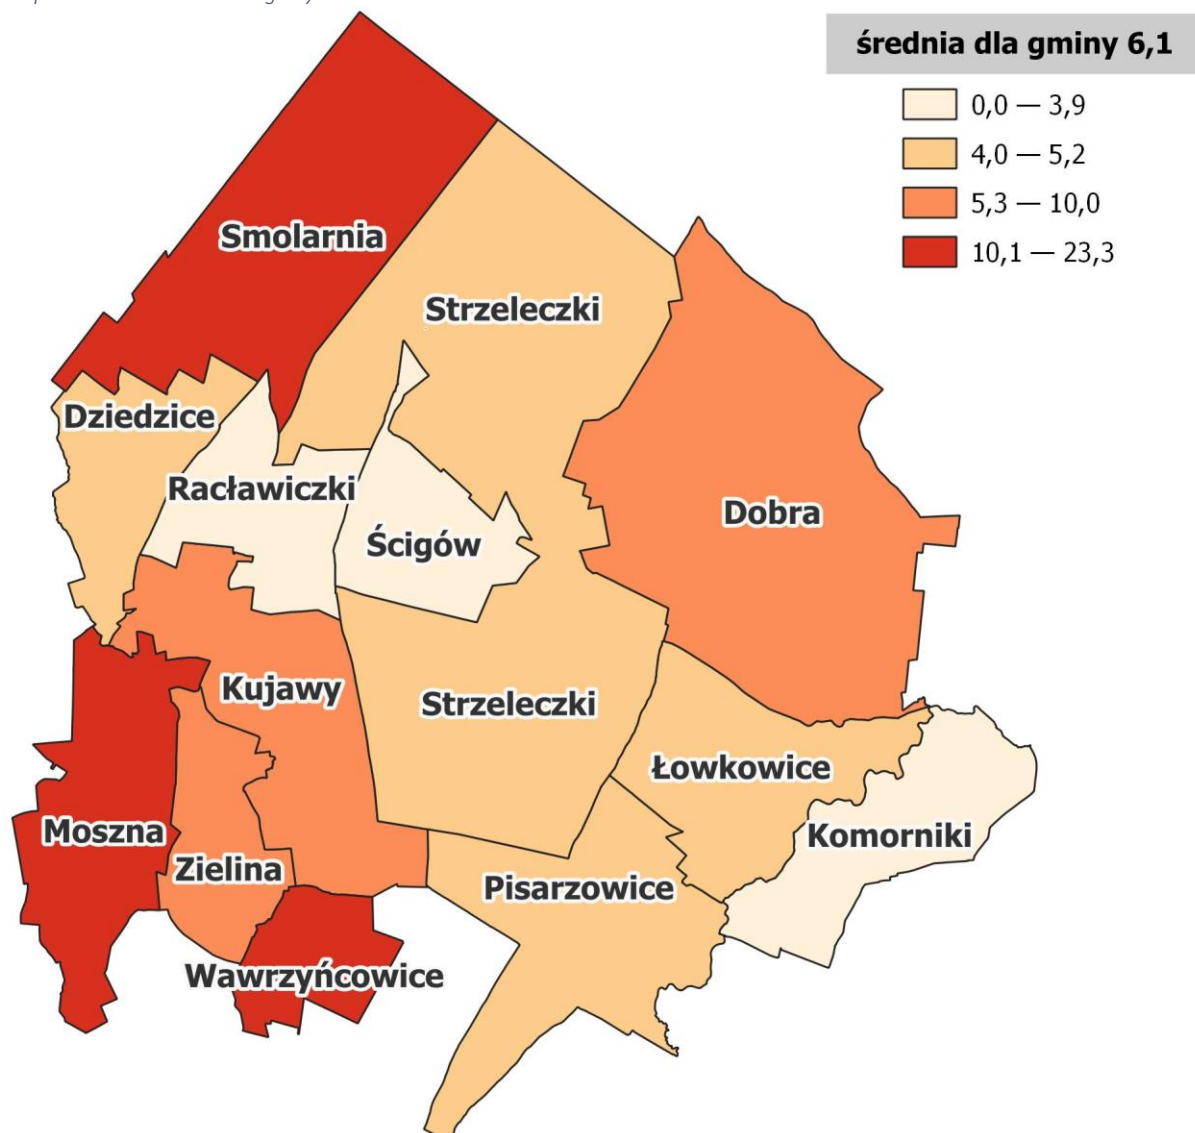 średnia dla gminy 6,1
0,0 — 3,9
4,0 — 5,2
5,3 — 10,0
10,1 — 23,3
Smolarnia
Strzeleczki
Dziedzice
Racławiczki
Dobra
Ścigów
Kujawy
Strzeleczki
Łowkowice
Moszna
Komorniki
Zielina
Pisarzowice
Wawrzyńcowice